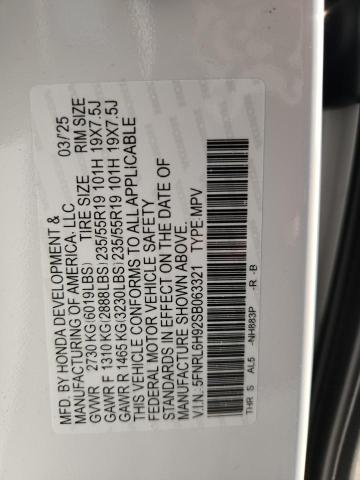 MFD. BY HONDA DEVELOPMENT & 03/'25
MANUFACTURING OF AMERICA, LLC
TIRE SIZE RIM SIZE
GVWR 2730 KG(6019LBS)
GAWR F 1310 KG(2888LBS) 235/55R19 101H 19X7.5J
GAWR R 1465 KG(3230LBS) 235/55R19 101H 19X7.5J
THIS VEHICLE CONFORMS TO ALL APPLICABLE
FEDERAL MOTOR VEHICLE SAFETY
STANDARDS IN EFFECT ON THE DATE OF
MANUFACTURE SHOWN ABOVE.
V.I.N. 5FNRL6H92SB063321 TYPE:MPV
THR S AL5 -NH883P -R -B